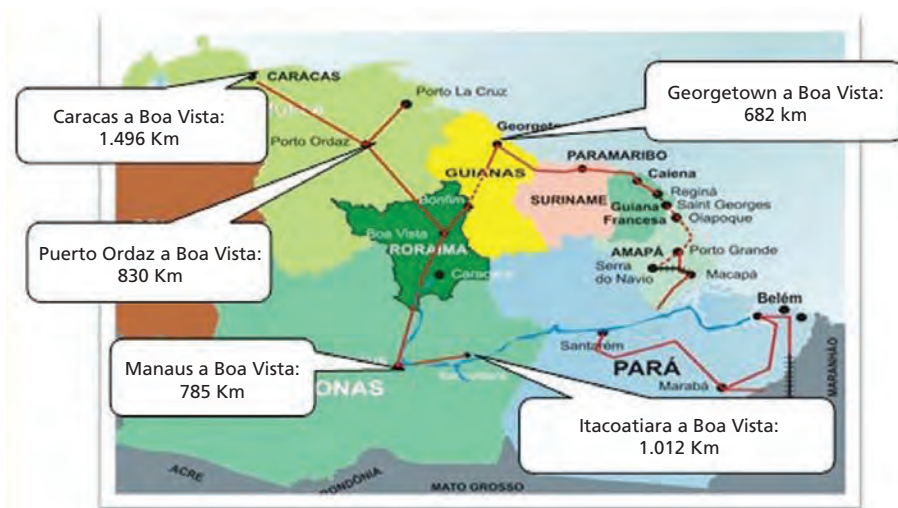 CARACAS
Caracas a Boa Vista:
1.496 Km
Porto La Cruz
Georgetown a Boa Vista:
682 km
Porto Ordaz
Georgeto
PARAMARIBO
GUIANAS
Caiena
Reginá
SURINAME
Saint Georges
Guiana
Francesa
Oiapoque
Bonfim
Boa Vista
RORAIMA
Puerto Ordaz a Boa Vista:
830 Km
AMAPÁ
Porto Grande
Serra
do Navio
Macapá
Belém
Santarém
PARÁ
Marabá
MARANHÃO
Manaus a Boa Vista:
785 Km
ONAS
Itacoatiara a Boa Vista:
1.012 Km
ACRE
RONDÔNIA
MATO GROSSO